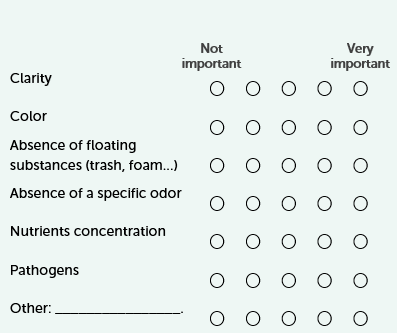 Not Very
important important
Clarity
Color
Absence of floating
substances (trash, foam...)
Absence of a specific odor
Nutrients concentration
Pathogens
Other: _________________.